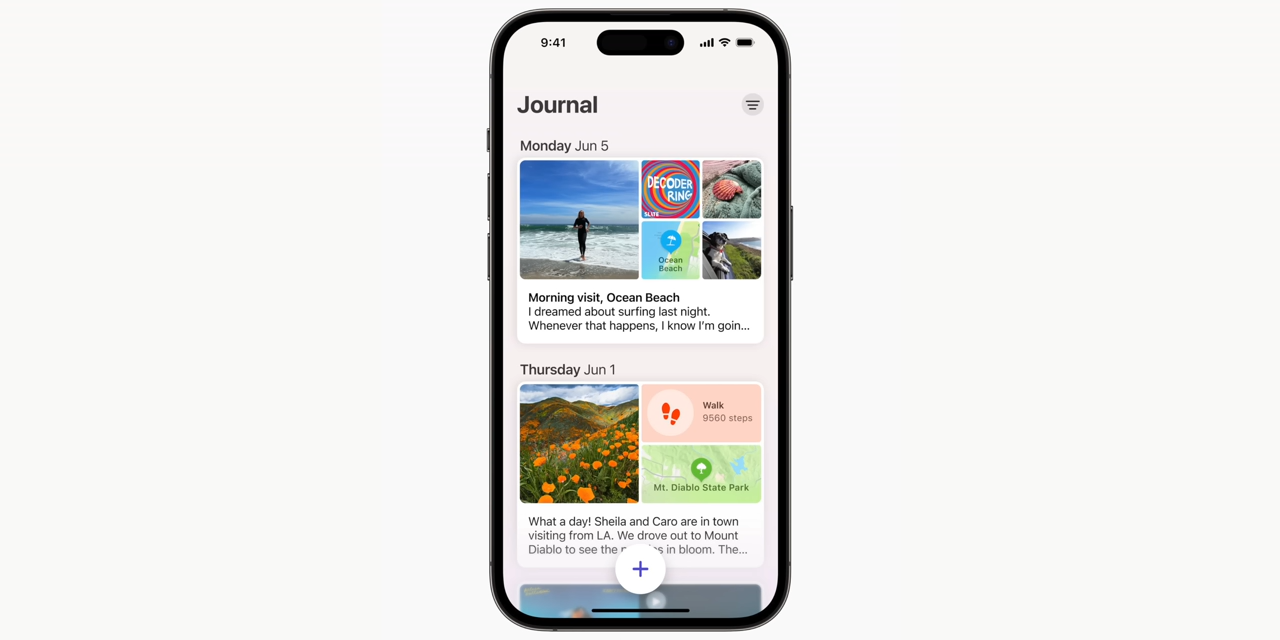 9:41
Journal
Monday Jun 5
DECODER
RING
SLATE
Ocean
Beach
Morning visit, Ocean Beach
I dreamed about surfing last night.
Whenever that happens, I know I’m goin...
Thursday Jun 1
Walk
9560 steps
Mt. Diablo State Park
What a day! Sheila and Caro are in town
visiting from LA. We drove out to Mount
Diablo to see the in bloom. The...